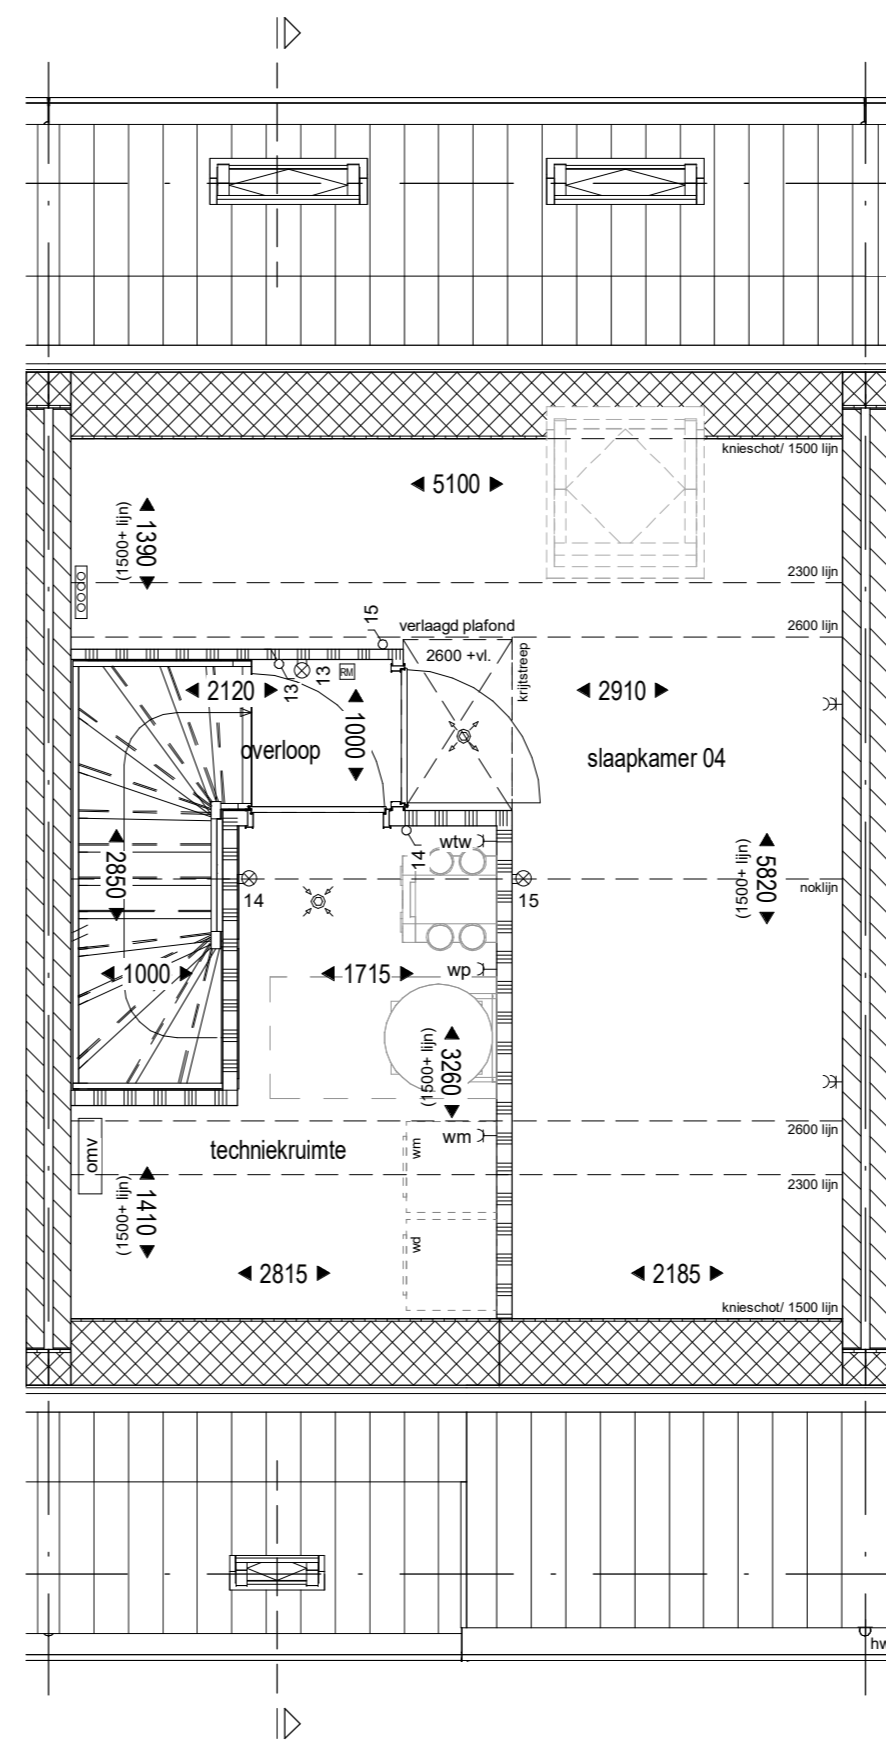 knieschot/ 1500 lijn
5100
1390
(1500+ lijn)
2300 lijn
15
verlaagd plafond
2600 lijn
2600 +vl.
krijtstreep
13
13
RM
2120
1000
2910
overloop
slaapkamer 04
wtw
14
2850
14
15
5820
(1500+ lijn)
noklijn
1000
1715
wp
3260
(1500+ lijn)
2600 lijn
omv
techniekruimte
wm
wm
2300 lijn
1410
(1500+ lijn)
wd
2815
2185
knieschot/ 1500 lijn
hw